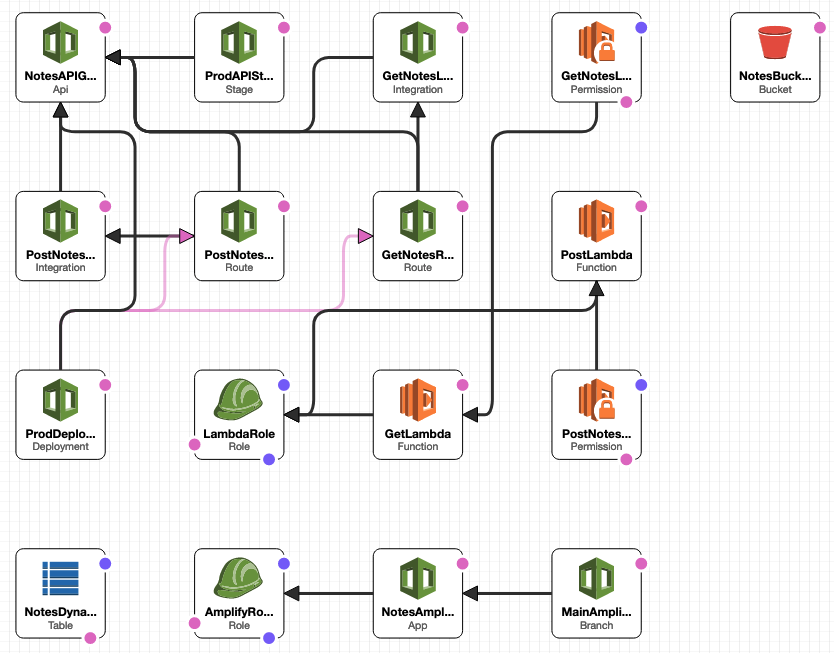 NotesAPIG...
Api
ProdAPISt...
Stage
GetNotesL...
Integration
GetNotesL...
Permission
NotesBuck...
Bucket
PostNotes...
Integration
PostNotes...
Route
GetNotesR...
Route
PostLambda
Function
ProdDeplo...
Deployment
LambdaRole
Role
GetLambda
Function
PostNotes...
Permission
NotesDyna...
Table
AmplifyRo...
Role
NotesAmpl...
App
MainAmpli...
Branch